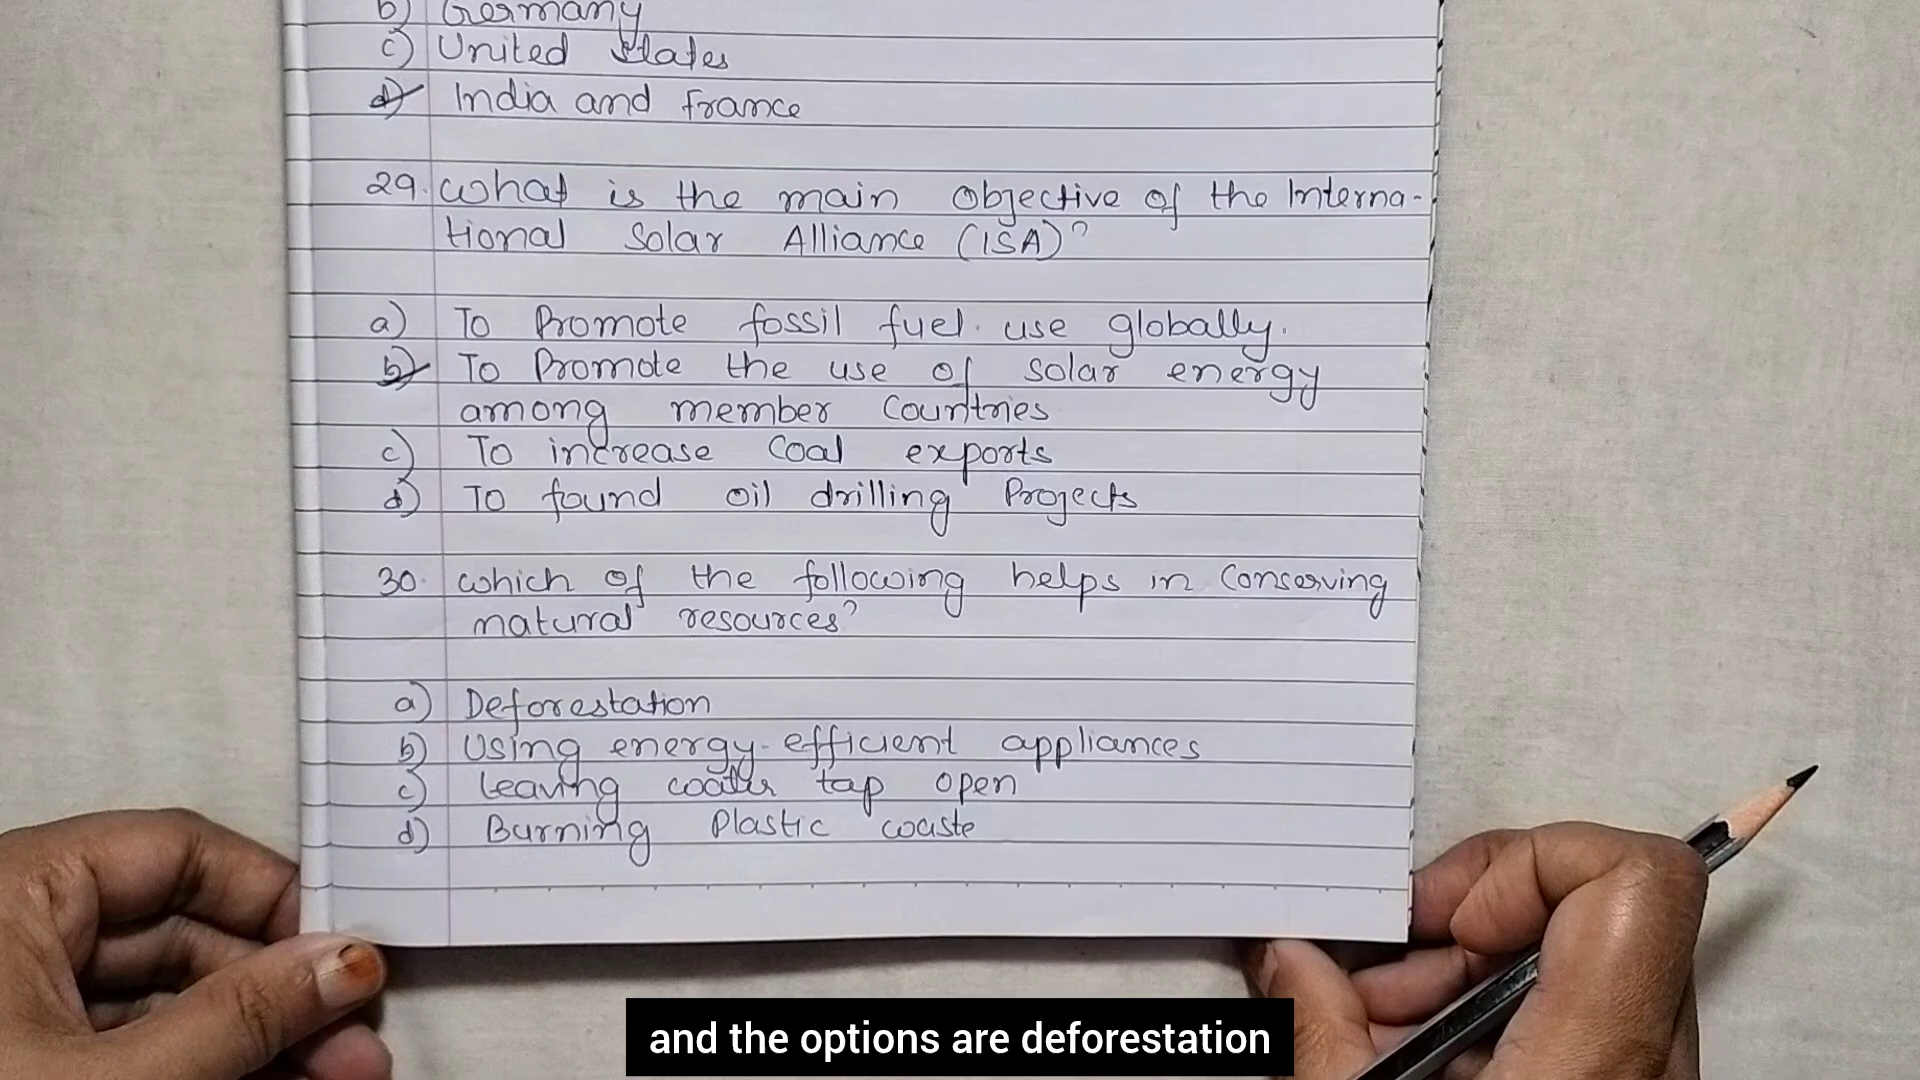 b) Germany
c) United States
d) India and france
29. What is the main objective of the Interna-
tional Solar Alliance (ISA)?
a) To Promote fossil fuel use globally.
b) To Promote the use of solar energy
among member Countries
c) To increase Coal exports
d) To found oil drilling Projects
30. which of the following helps in Conserving
natural resources?
a) Deforestation
b) Using energy-efficient appliances
c) Leaving water tap open
d) Burning Plastic waste
and the options are deforestation